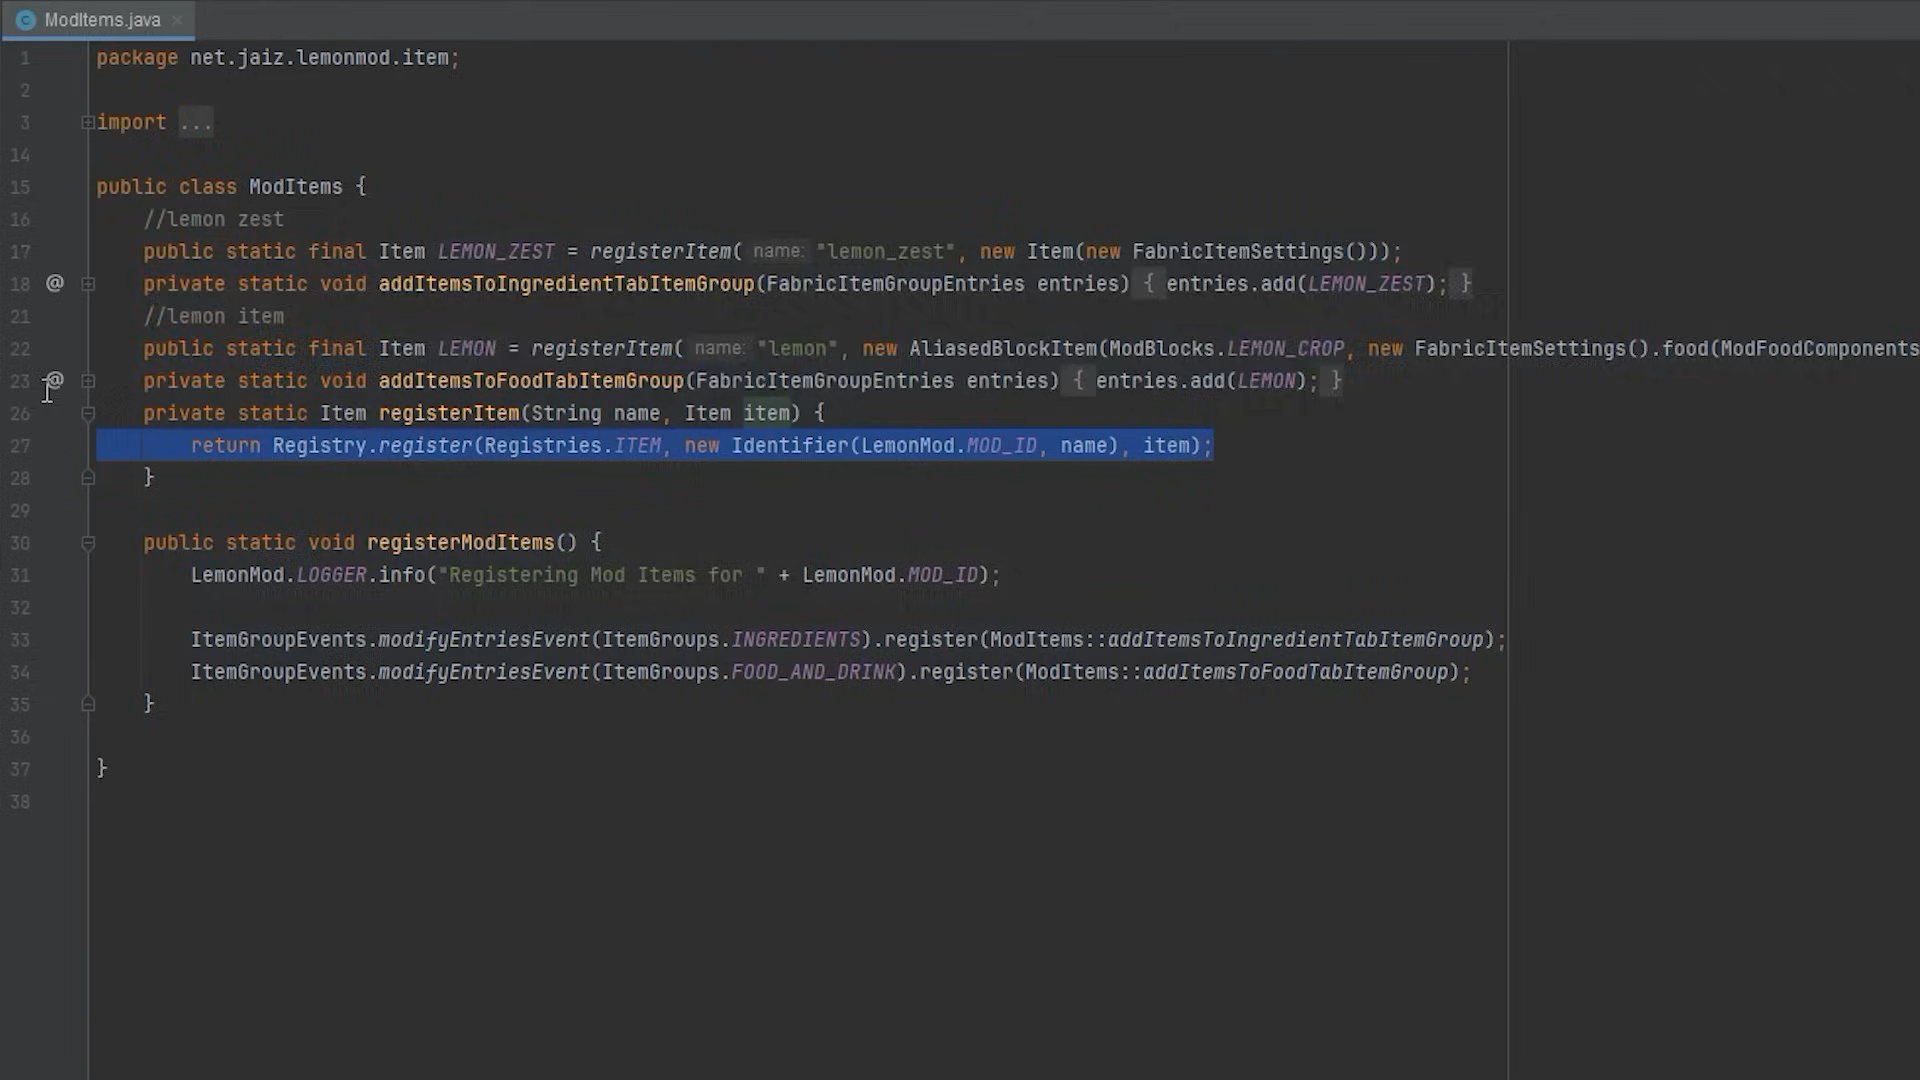 ModItems.java
1 package net.jaiz.lemonmod.item;
2
3 import ...
14
15 public class ModItems {
16 //lemon zest
17 public static final Item LEMON_ZEST = registerItem( name: "lemon_zest", new Item(new FabricItemSettings()));
18 @ private static void addItemsToIngredientTabItemGroup(FabricItemGroupEntries entries) { entries.add(LEMON_ZEST); }
21 //lemon item
22 public static final Item LEMON = registerItem( name: "lemon", new AliasedBlockItem(ModBlocks.LEMON_CROP, new FabricItemSettings().food(ModFoodComponents
23 @ private static void addItemsToFoodTabItemGroup(FabricItemGroupEntries entries) { entries.add(LEMON); }
26 private static Item registerItem(String name, Item item) {
27 return Registry.register(Registries.ITEM, new Identifier(LemonMod.MOD_ID, name), item);
28 }
29
30 public static void registerModItems() {
31 LemonMod.LOGGER.info("Registering Mod Items for " + LemonMod.MOD_ID);
32
33 ItemGroupEvents.modifyEntriesEvent(ItemGroups.INGREDIENTS).register(ModItems::addItemsToIngredientTabItemGroup);
34 ItemGroupEvents.modifyEntriesEvent(ItemGroups.FOOD_AND_DRINK).register(ModItems::addItemsToFoodTabItemGroup);
35 }
36
37 }
38